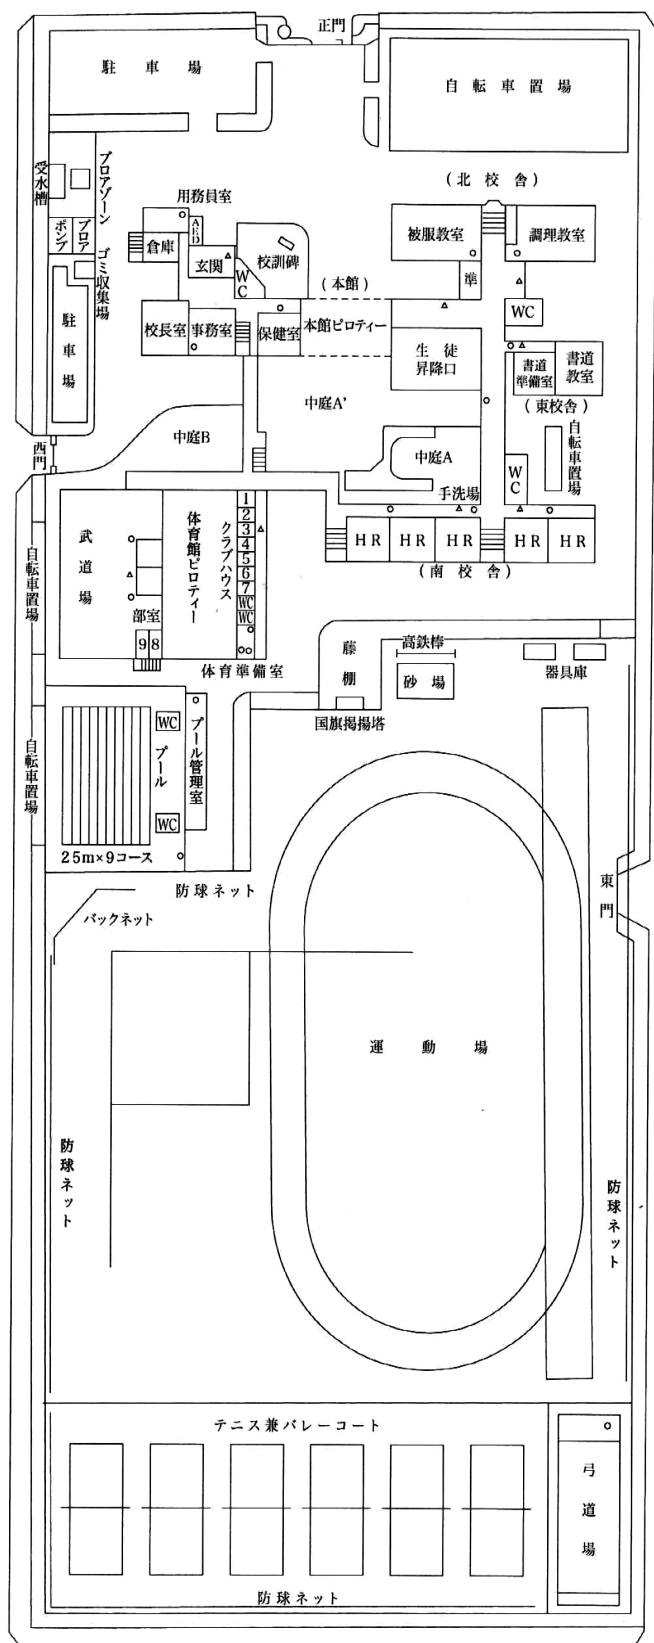 正門
駐車場
自転車置場
受水槽
ブロアゾーン
ポンプ
ブロア
ゴミ収集場
駐車場
用務員室
AED
倉庫
玄関
WC
校訓碑
(北校舎)
被服教室
調理教室
準
WC
(本館)
校長室
事務室
保健室
本館ピロティー
生徒
昇降口
書道
準備室
書道
教室
(東校舎)
自転車置場
中庭A'
中庭B
中庭A
手洗場
WC
西門
HR
HR
HR
HR
HR
(南校舎)
自転車置場
武道場
体育館ピロティー
クラブハウス
1
2
3
4
5
6
7
WC
WC
部室
9
8
体育準備室
藤棚
高鉄棒
砂場
器具庫
国旗掲揚塔
自転車置場
WC
プール
WC
プール管理室
25m×9コース
防球ネット
バックネット
東門
運動場
防球ネット
防球ネット
テニス兼バレーコート
弓道場
防球ネット